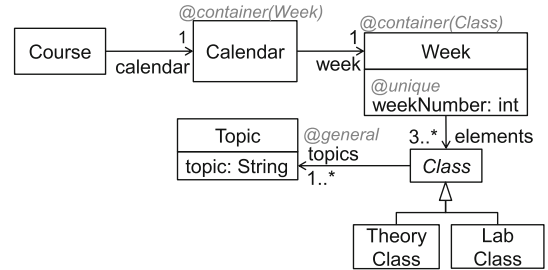 @container(Week)
@container(Class)
Course
1
calendar
Calendar
1
week
Week
@unique
weekNumber: int
Topic
topic: String
@general
topics
1..*
3..*
elements
Class
Theory
Class
Lab
Class